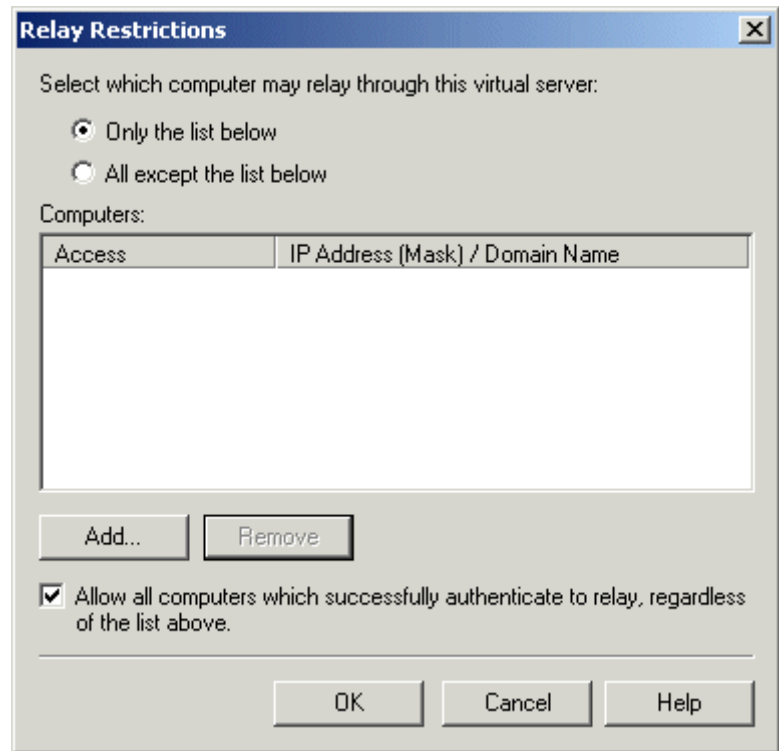 Relay Restrictions
Select which computer may relay through this virtual server:
Only the list below
All except the list below
Computers:
Access IP Address (Mask) / Domain Name
Add... Remove
Allow all computers which successfully authenticate to relay, regardless
of the list above.
OK Cancel Help